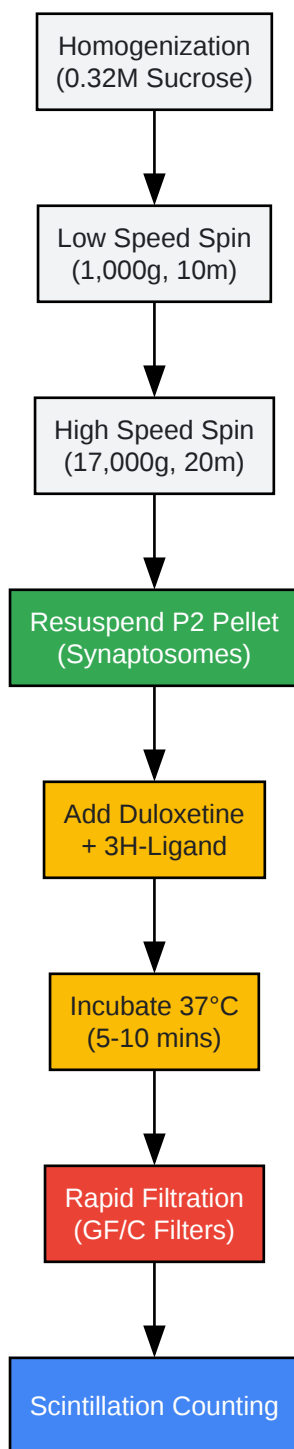 Homogenization
(0.32M Sucrose)
Low Speed Spin
(1,000g, 10m)
High Speed Spin
(17,000g, 20m)
Resuspend P2 Pellet
(Synaptosomes)
Add Duloxetine
+ 3H-Ligand
Incubate 37°C
(5-10 mins)
Rapid Filtration
(GF/C Filters)
Scintillation Counting